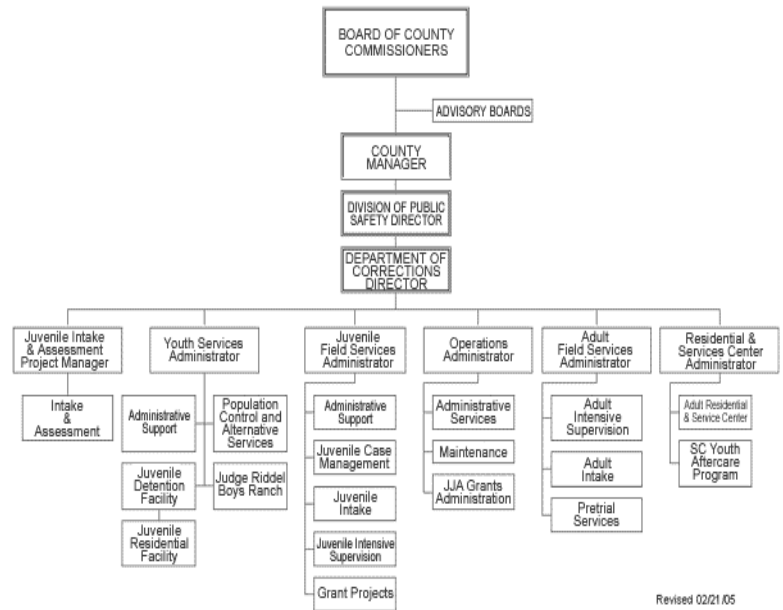 BOARD OF COUNTY
COMMISSIONERS
ADVISORY BOARDS
COUNTY
MANAGER
DIVISION OF PUBLIC
SAFETY DIRECTOR
DEPARTMENT OF
CORRECTIONS
DIRECTOR
Juvenile Intake
& Assessment
Project Manager
Intake
&
Assessment
Youth Services
Administrator
Administrative
Support
Population
Control and
Alternative
Services
Juvenile
Detention
Facility
Judge Riddel
Boys Ranch
Juvenile
Residential
Facility
Juvenile
Field Services
Administrator
Administrative
Support
Juvenile Case
Management
Juvenile
Intake
Juvenile Intensive
Supervision
Grant Projects
Operations
Administrator
Administrative
Services
Maintenance
JJA Grants
Administration
Adult
Field Services
Administrator
Adult
Intensive
Supervision
Adult
Intake
Pretrial
Services
Residential &
Services Center
Administrator
Adult Residential
& Service Center
SC Youth
Aftercare
Program
Revised 02/21/05